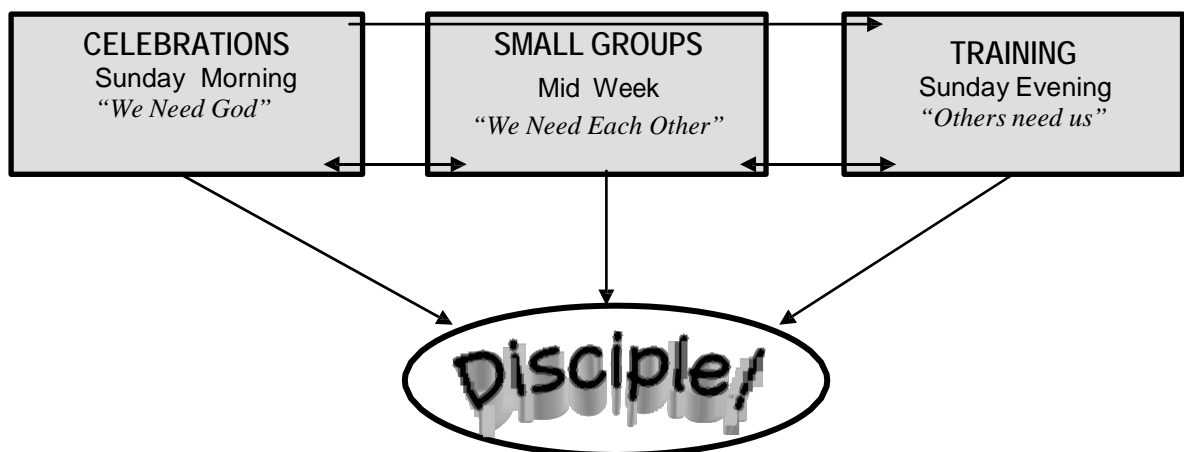 CELEBRATIONS
Sunday Morning
“We Need God”
SMALL GROUPS
Mid Week
“We Need Each Other”
TRAINING
Sunday Evening
“Others need us”
Disciple!